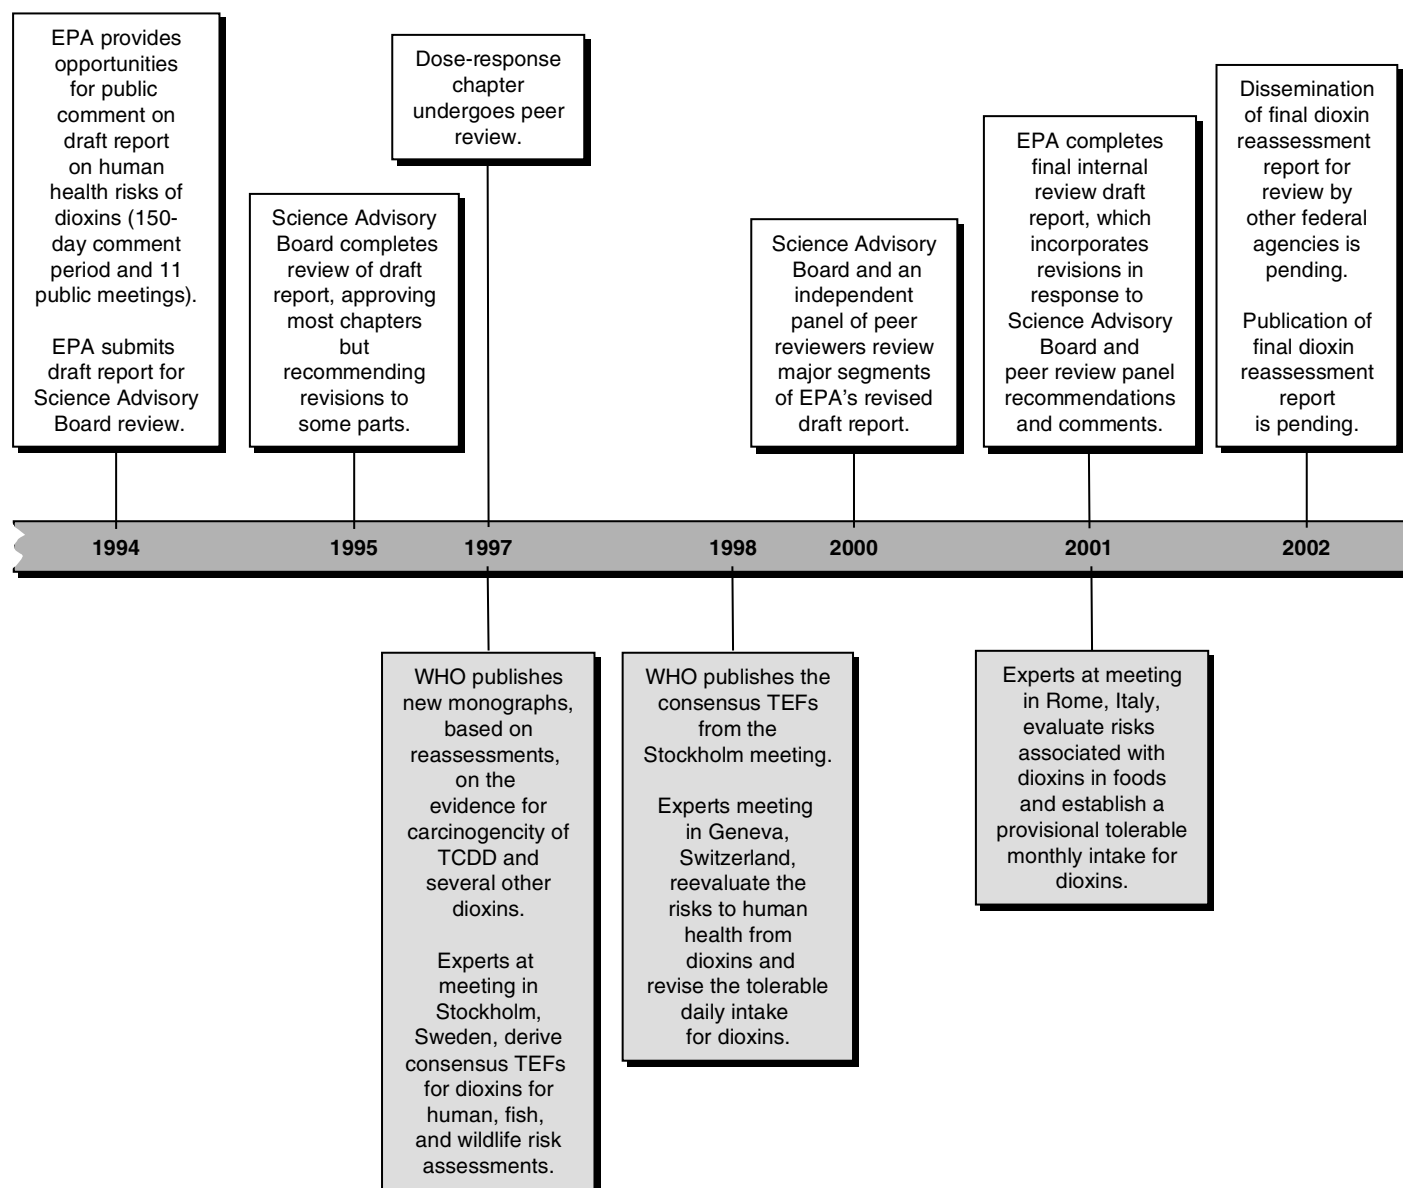 EPA provides
opportunities
for public
comment on
draft report
on human
health risks of
dioxins (150-
day comment
period and 11
public meetings).
EPA submits
draft report for
Science Advisory
Board review.
Science Advisory
Board completes
review of draft
report, approving
most chapters
but
recommending
revisions to
some parts.
Dose-response
chapter
undergoes peer
review.
Science Advisory
Board and an
independent
panel of peer
reviewers review
major segments
of EPA's revised
draft report.
EPA completes
final internal
review draft
report, which
incorporates
revisions in
response to
Science Advisory
Board and
peer review panel
recommendations
and comments.
Dissemination
of final dioxin
reassessment
report for
review by
other federal
agencies is
pending.
Publication of
final dioxin
reassessment
report
is pending.
1994 1995 1997 1998 2000 2001 2002
WHO publishes
new monographs,
based on
reassessments,
on the
evidence for
carcinogencity of
TCDD and
several other
dioxins.
Experts at
meeting in
Stockholm,
Sweden, derive
consensus TEFs
for dioxins for
human, fish,
and wildlife risk
assessments.
WHO publishes the
consensus TEFs
from the
Stockholm meeting.
Experts meeting
in Geneva,
Switzerland,
reevaluate the
risks to human
health from
dioxins and
revise the tolerable
daily intake
for dioxins.
Experts at meeting
in Rome, Italy,
evaluate risks
associated with
dioxins in foods
and establish a
provisional tolerable
monthly intake for
dioxins.